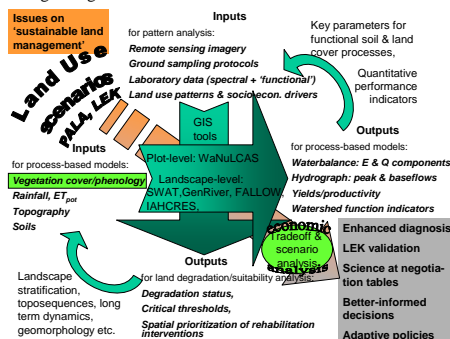 Issues on
'sustainable land
management'
Land Use
scenarios
PALA, LEK
Inputs
for pattern analysis:
Remote sensing imagery
Ground sampling protocols
Laboratory data (spectral + 'functional')
Land use patterns & socioecon. drivers
Key parameters for
functional soil & land
cover processes,
Quantitative
performance
indicators
GIS
tools
Inputs
for process-based models:
Vegetation cover/phenology
Rainfall, ETpot
Topography
Soils
Plot-level: WaNuLCAS
Landscape-level:
SWAT,GenRiver, FALLOW,
IAHCRES,
Outputs
for process-based models:
Waterbalance: E & Q components
Hydrograph: peak & baseflows
Yields/productivity
Watershed function indicators
economic
Tradeoff &
scenario
analysis
analysis
Enhanced diagnosis
LEK validation
Science at negotia-
tion tables
Better-informed
decisions
Adaptive policies
Outputs
for land degradation/suitability analysis:
Degradation status,
Critical thresholds,
Spatial prioritization of rehabilitation
interventions
Landscape
stratification,
toposequences, long
term dynamics,
geomorphology etc.